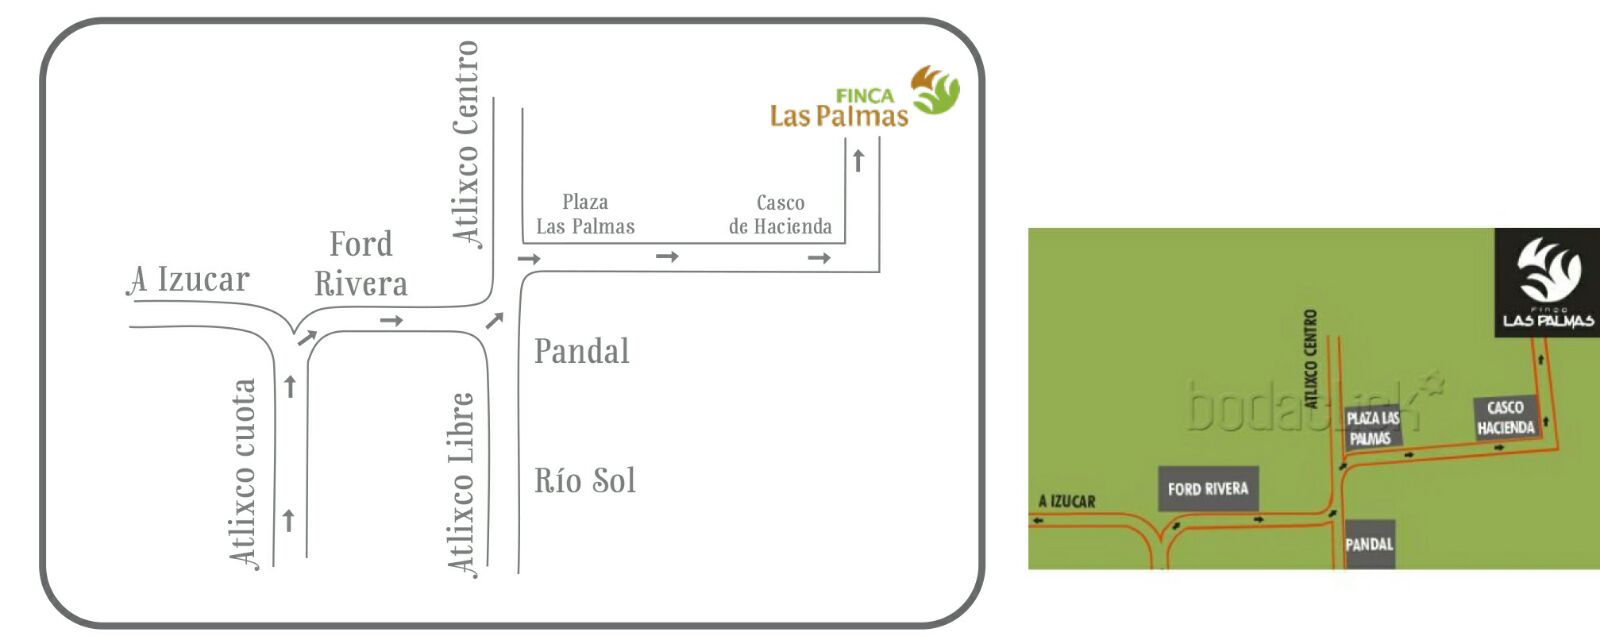 Atlixco Centro
FINCA
Las Palmas
Plaza
Las Palmas
Casco
de Hacienda
Ford
Rivera
A Izucar
Pandal
Atlixco cuota
Atlixco Libre
Río Sol
FINCA
LAS PALMAS
ATLIXCO CENTRO
bodaclick
PLAZA LAS
PALMAS
CASCO
HACIENDA
FORD RIVERA
A IZUCAR
PANDAL